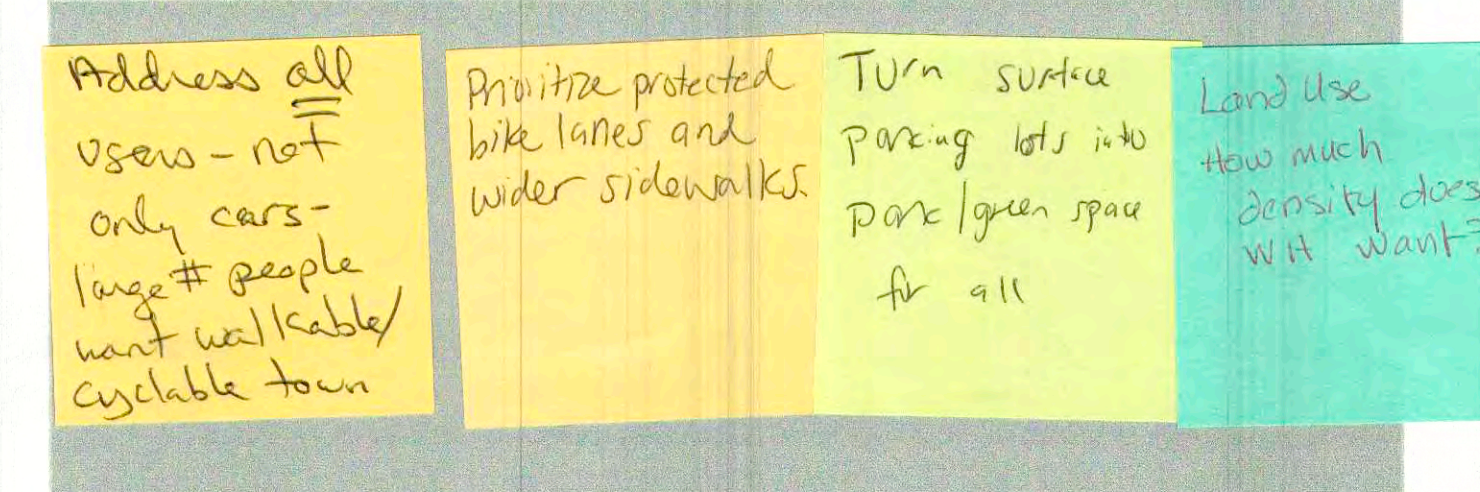 Address all
users - not
only cars -
large # people
want walkable/
cyclable town
Prioritize protected
bike lanes and
wider sidewalks.
Turn surface
parking lots into
park/green space
for all
Land Use
How much
density does
WH want?